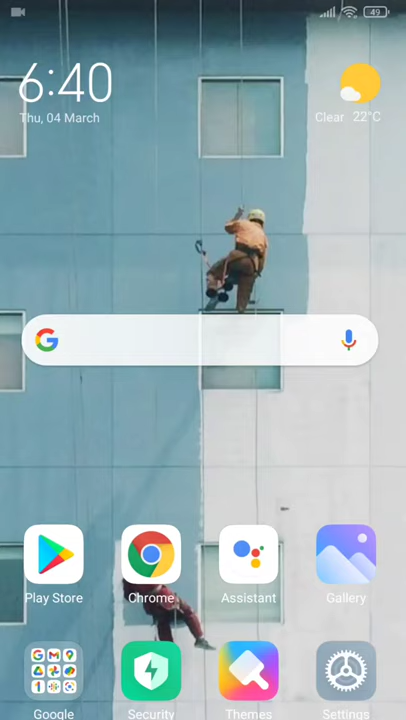 49
6:40
Thu, 04 March
Clear 22°C
Play Store
Chrome
Assistant
Gallery
Google
Security
Themes
Settings